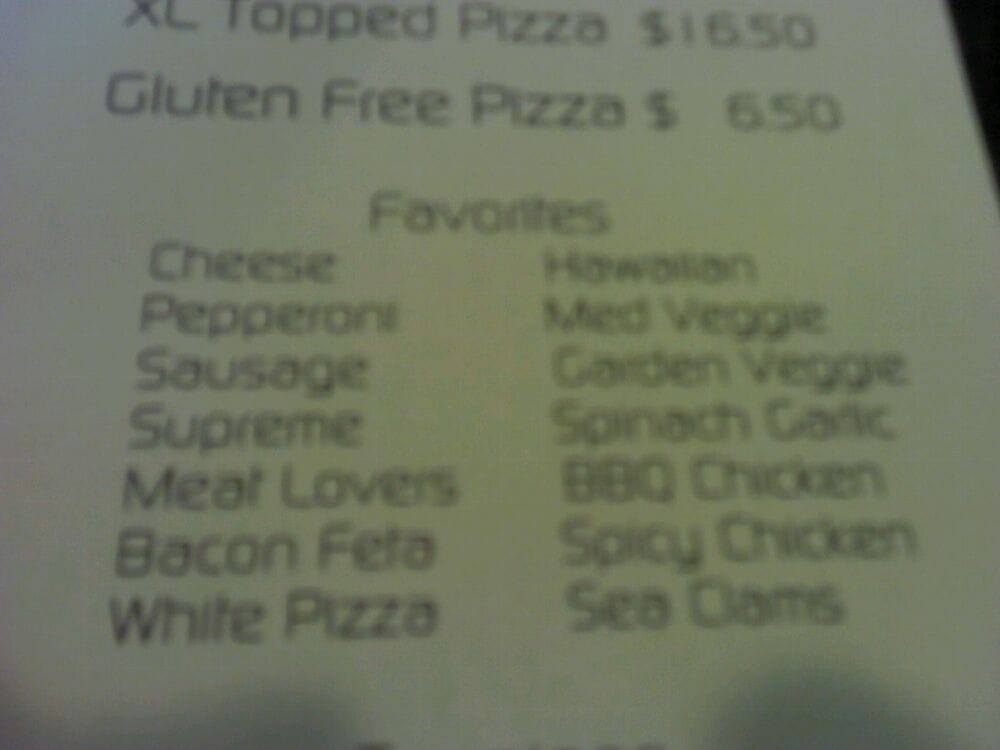 XL Topped Pizza $16.50
Gluten Free Pizza $ 6.50
Favorites
Cheese Hawaiian
Pepperoni Med Veggie
Sausage Garden Veggie
Supreme Spinach Garlic
Meat Lovers BBQ Chicken
Bacon Feta Spicy Chicken
White Pizza Sea Clams